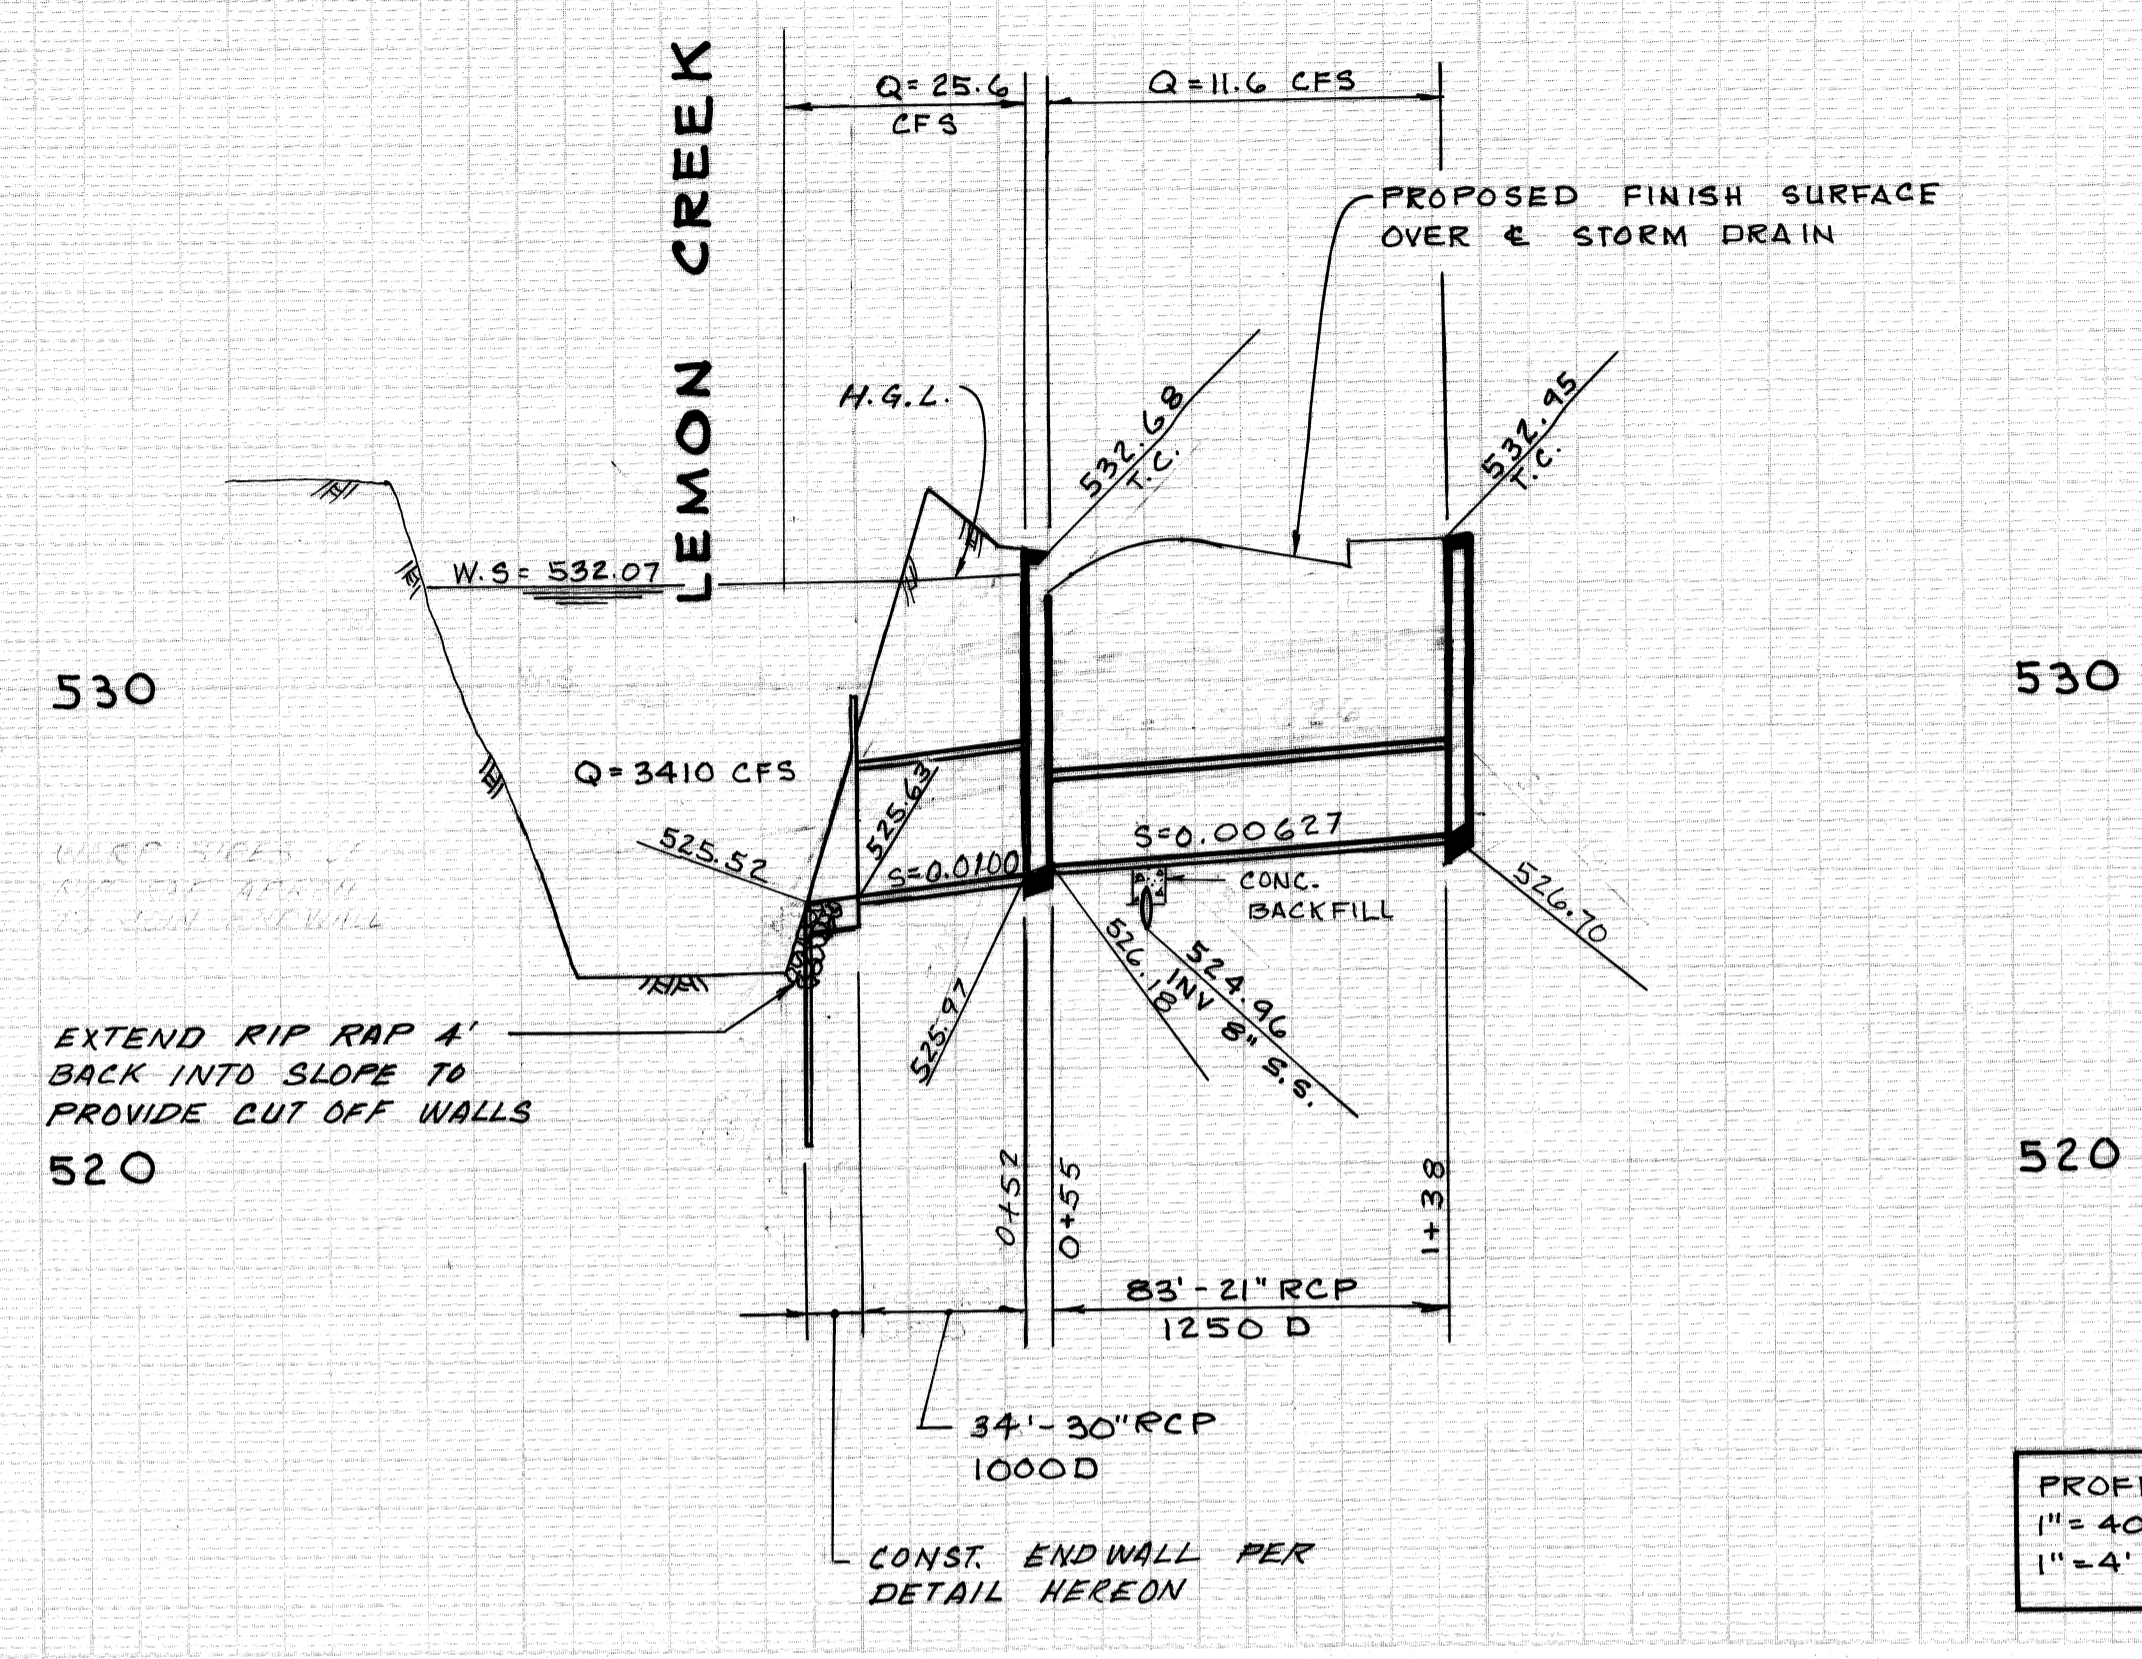 LEMON CREEK
Q=25.6
CFS
Q=11.6 CFS
PROPOSED FINISH SURFACE
OVER ℄ STORM DRAIN
H.G.L.
532.68
T.C.
532.95
T.C.
W.S= 532.07
530
530
Q=3410 CFS
525.52
525.63
S=0.0100
S=0.00627
CONC.
BACKFILL
526.70
526.18
524.96
INV 8" S.S.
525.97
EXTEND RIP RAP 4'
BACK INTO SLOPE TO
PROVIDE CUT OFF WALLS
520
520
0+52
0+55
1+38
83'-21" RCP
1250 D
34'-30" RCP
1000D
CONST. ENDWALL PER
DETAIL HEREON
1"=40
1"=4'